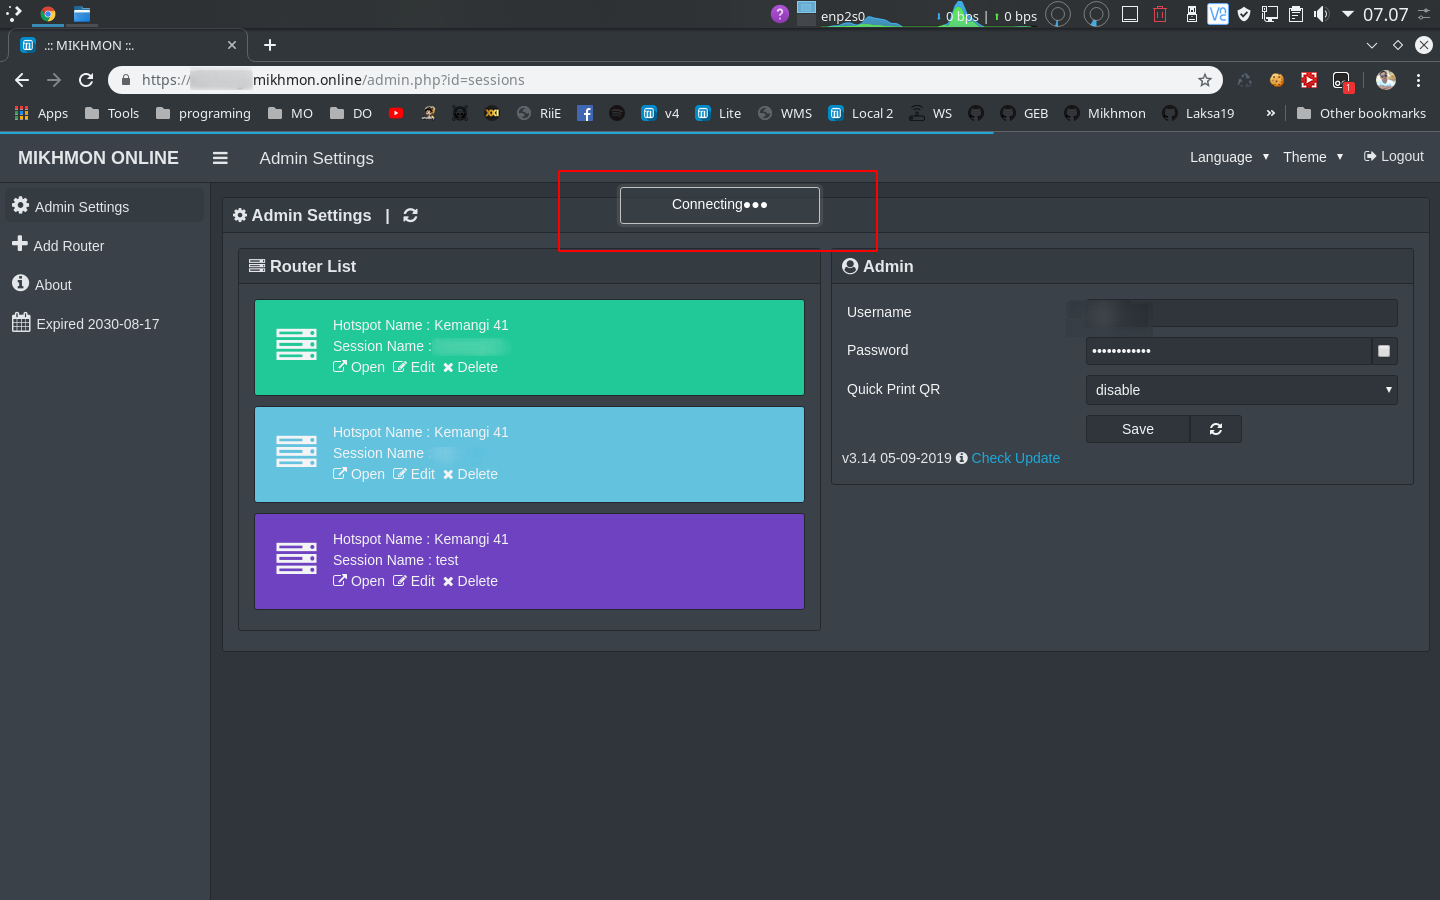 enp2s0
0 bps | 0 bps
07.07
.:: MIKHMON ::.
https://
mikhmon.online/admin.php?id=sessions
1
Apps
Tools
programing
MO
DO
XXI
RiiE
v4
Lite
WMS
Local 2
WS
GEB
Mikhmon
Laksa19
»
Other bookmarks
MIKHMON ONLINE
Admin Settings
Language
Theme
Logout
Connecting●●●
Admin Settings
Add Router
About
Expired 2030-08-17
Admin Settings |
Router List
Hotspot Name : Kemangi 41
Session Name :
Open Edit Delete
Hotspot Name : Kemangi 41
Session Name
Open Edit Delete
Hotspot Name : Kemangi 41
Session Name : test
Open Edit Delete
Admin
Username
Password
••••••••••••
Quick Print QR
disable
Save
v3.14 05-09-2019 Check Update